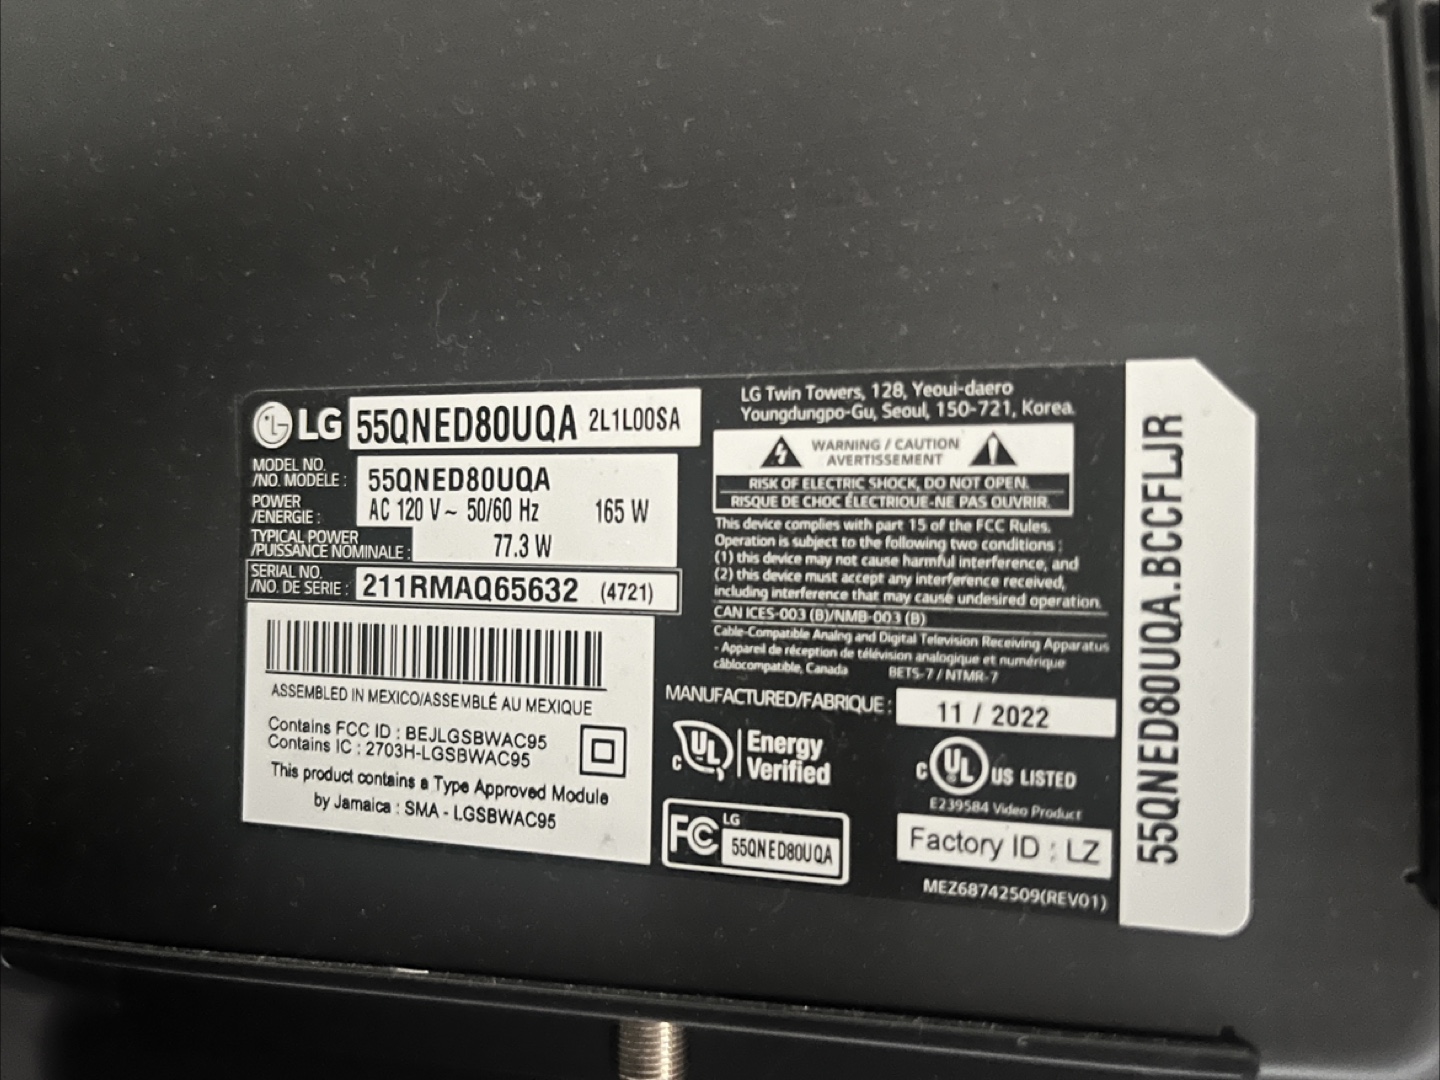 LG 55QNED80UQA 2L1L00SA
MODEL NO.
/NO. MODELE : 55QNED80UQA
POWER
/ENERGIE : AC 120 V~ 50/60 Hz 165 W
TYPICAL POWER
/PUISSANCE NOMINALE : 77.3 W
SERIAL NO.
/NO. DE SERIE : 211RMAQ65632 (4721)
ASSEMBLED IN MEXICO/ASSEMBLÉ AU MEXIQUE
Contains FCC ID : BEJLGSBWAC95
Contains IC : 2703H-LGSBWAC95
This product contains a Type Approved Module
by Jamaica : SMA - LGSBWAC95
LG Twin Towers, 128, Yeoui-daero
Youngdungpo-Gu, Seoul, 150-721, Korea.
WARNING / CAUTION
AVERTISSEMENT
RISK OF ELECTRIC SHOCK, DO NOT OPEN.
RISQUE DE CHOC ÉLECTRIQUE-NE PAS OUVRIR.
This device complies with part 15 of the FCC Rules.
Operation is subject to the following two conditions :
(1) this device may not cause harmful interference, and
(2) this device must accept any interference received,
including interference that may cause undesired operation.
CAN ICES-003 (B)/NMB-003 (B)
Cable-Compatible Analog and Digital Television Receiving Apparatus
- Appareil de réception de télévision analogique et numérique
câblocompatible, Canada BETS-7 / NTMR-7
MANUFACTURED/FABRIQUE : 11 / 2022
C UL Energy
Verified
C UL US LISTED
E239584 Video Product
FC LG
55QNED80UQA
Factory ID : LZ
MEZ68742509(REV01)
55QNED80UQA.BCCFLJR